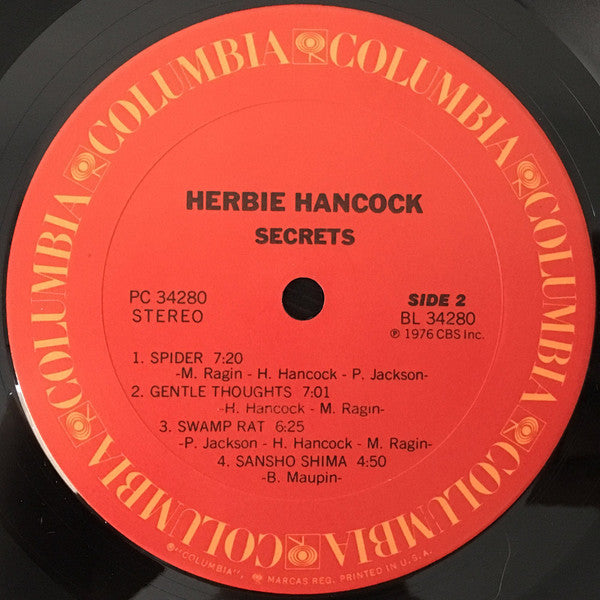 COLUMBIA COLUMBIA COLUMBIA COLUMBIA COLUMBIA COLUMBIA
HERBIE HANCOCK
SECRETS
PC 34280
STEREO
SIDE 2
BL 34280
℗ 1976 CBS Inc.
1. SPIDER 7:20
-M. Ragin - H. Hancock - P. Jackson-
2. GENTLE THOUGHTS 7:01
-H. Hancock - M. Ragin-
3. SWAMP RAT 6:25
-P. Jackson - H. Hancock - M. Ragin-
4. SANSHO SHIMA 4:50
-B. Maupin-
®"COLUMBIA", MARCAS REG. PRINTED IN U.S.A.